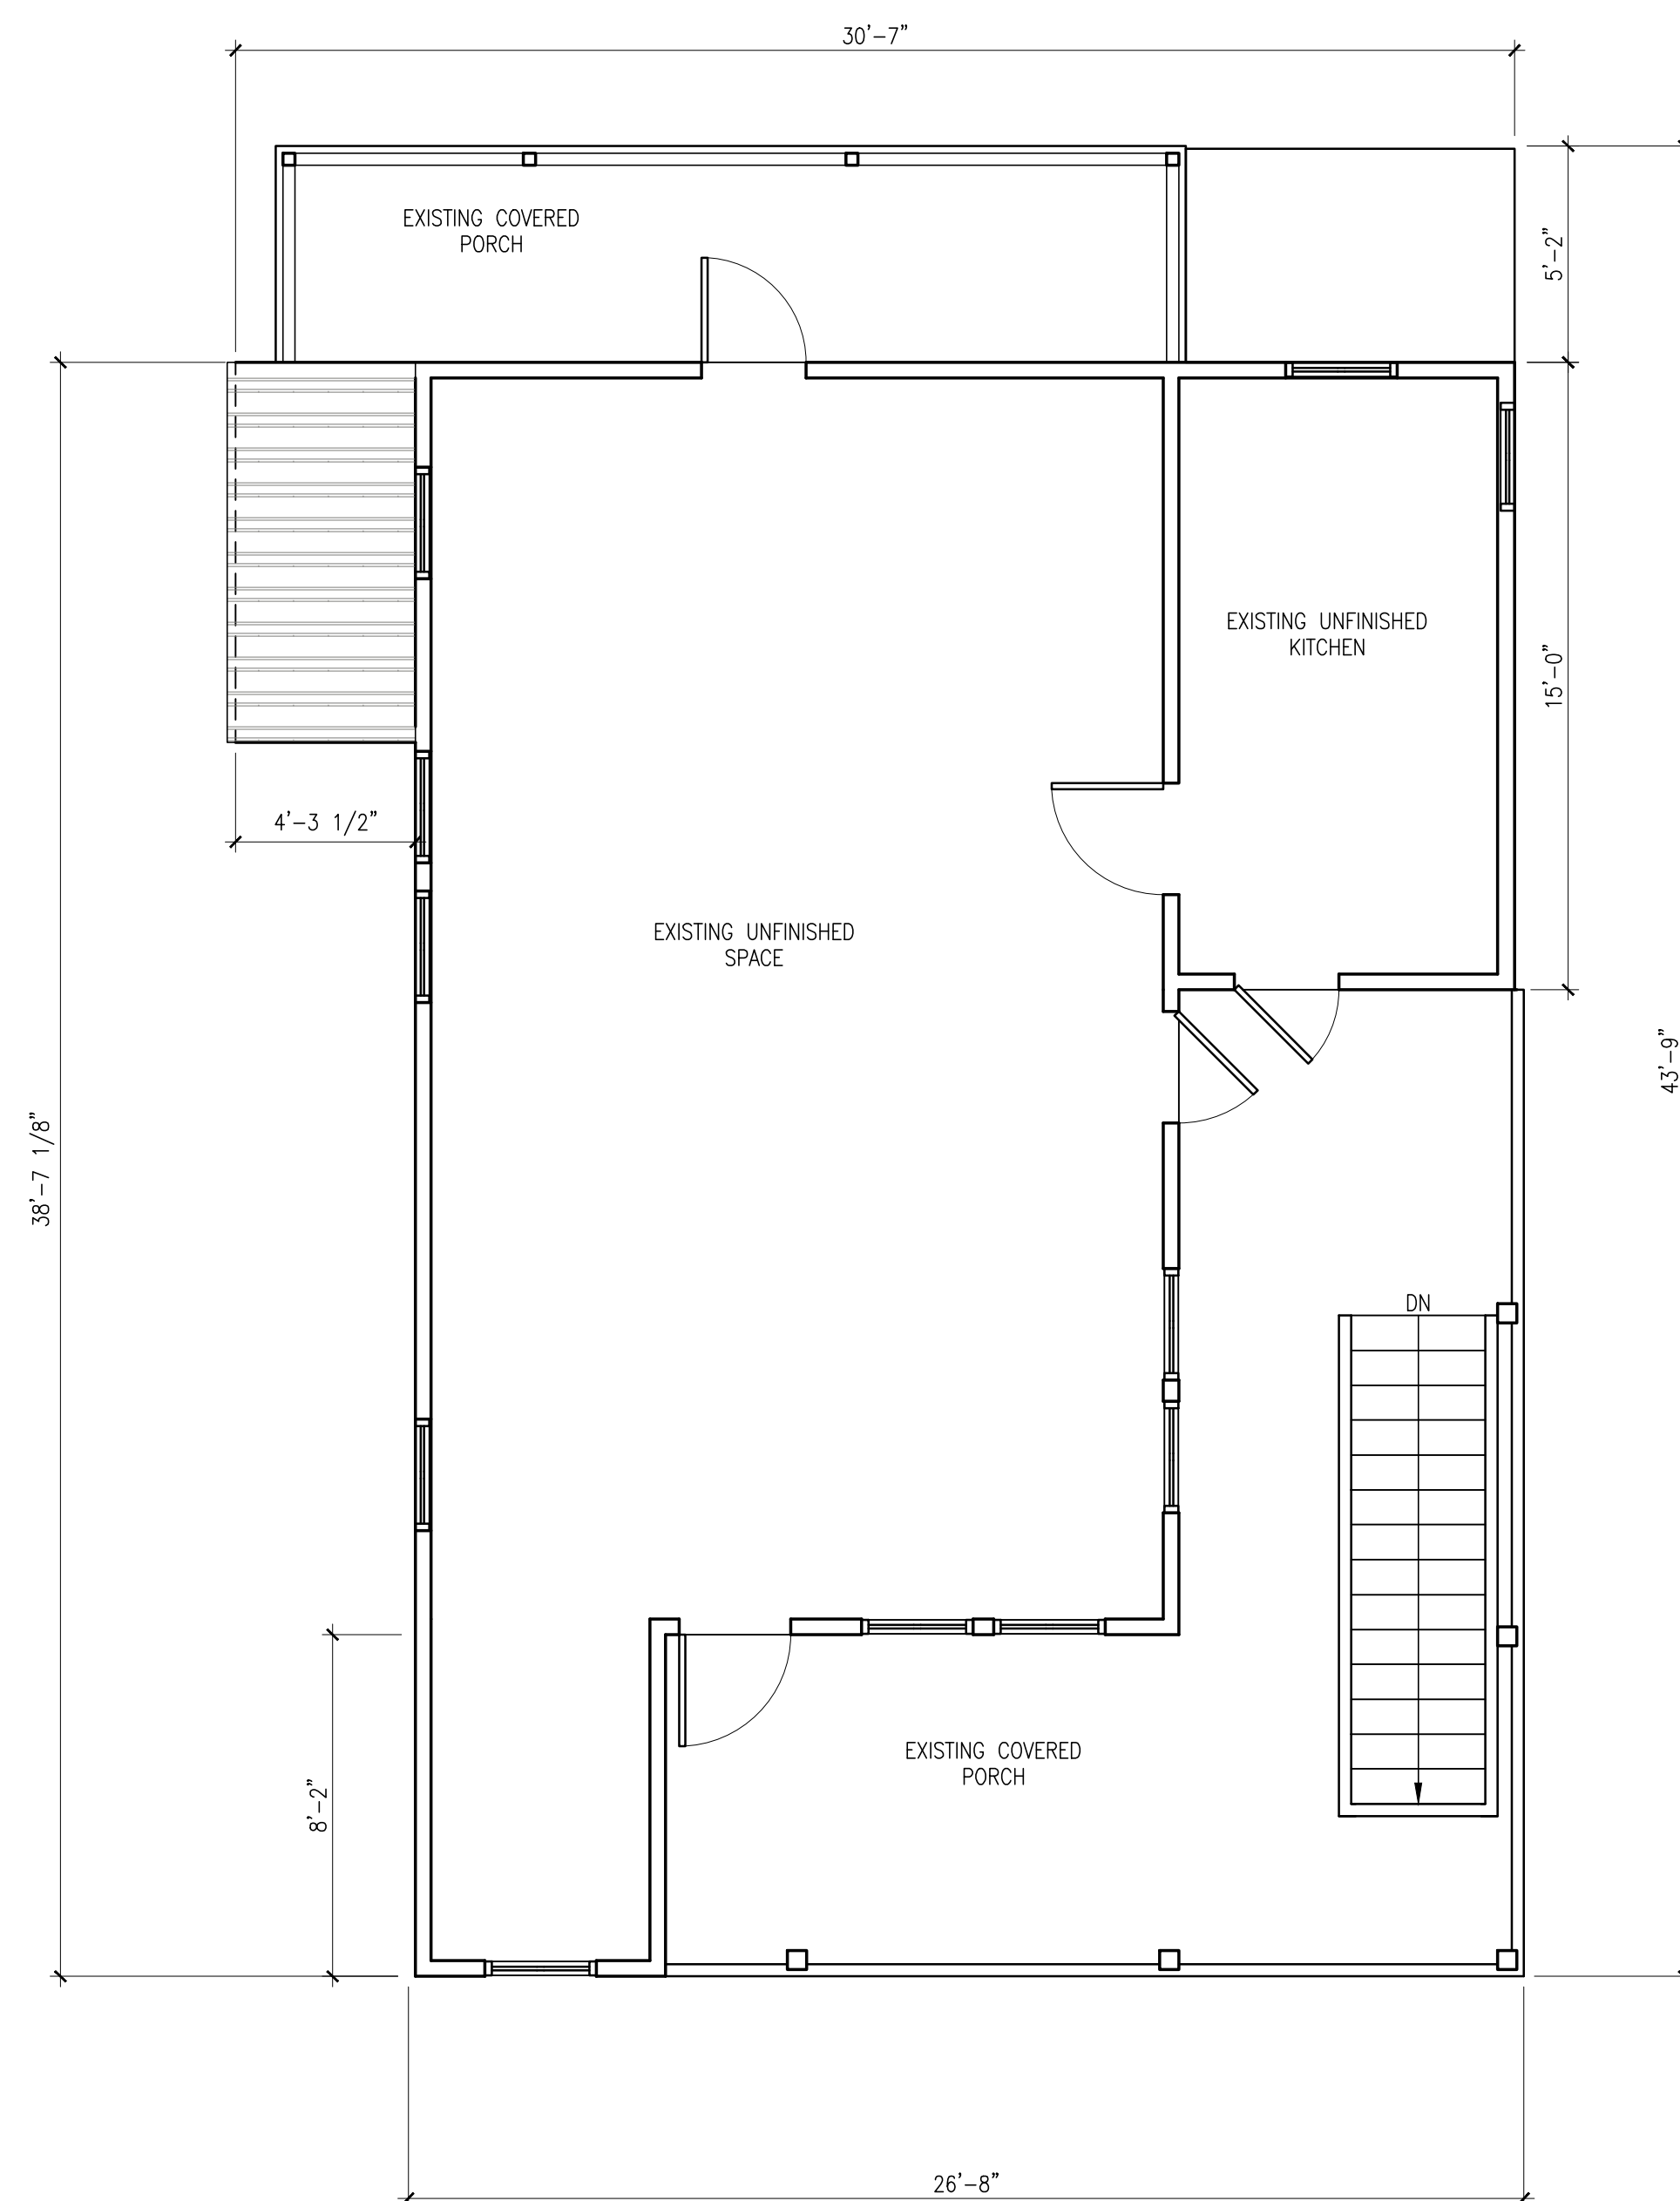 30'-7"
EXISTING COVERED
PORCH
5'-2"
EXISTING UNFINISHED
KITCHEN
15'-0"
4'-3 1/2"
EXISTING UNFINISHED
SPACE
43'-9"
38'-7 1/8"
DN
EXISTING COVERED
PORCH
8'-2"
26'-8"